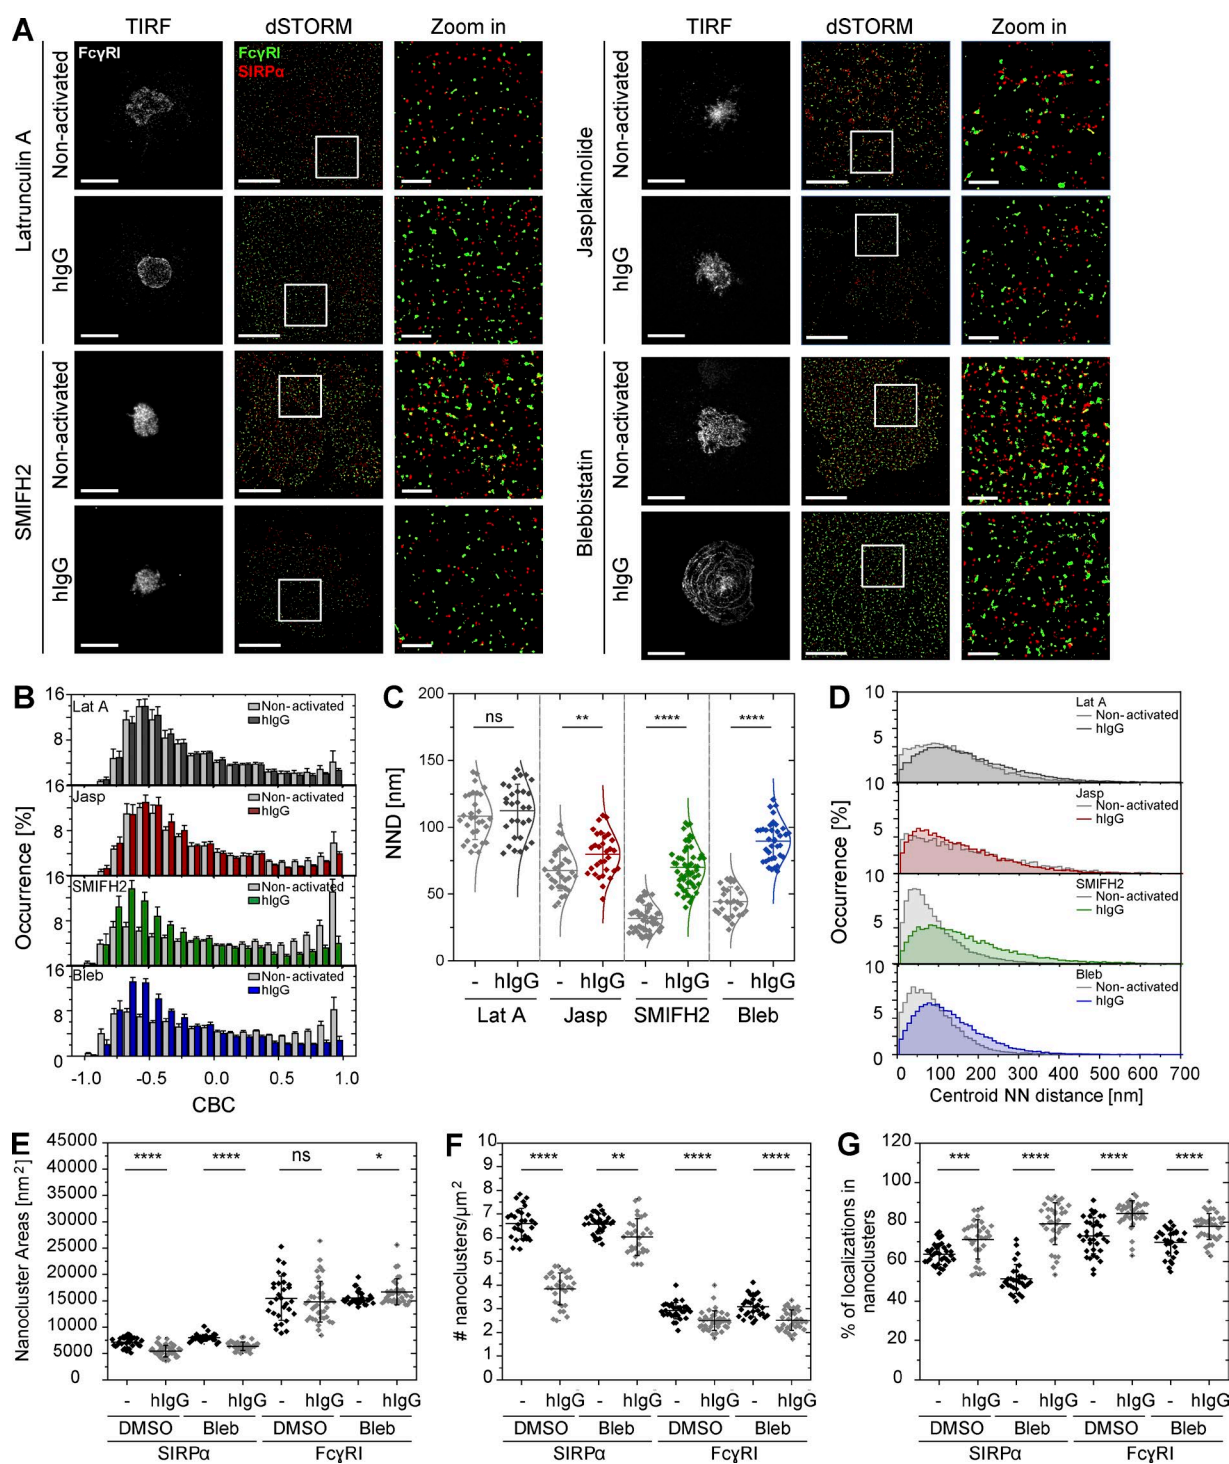 A
TIRF dSTORM Zoom in
TIRF dSTORM Zoom in
Latrunculin A
Non-activated
FcγRI
FcγRI
SIRPα
hIgG
SMIFH2
Non-activated
hIgG
Jasplakinolide
Non-activated
hIgG
Blebbistatin
Non-activated
hIgG
B
Occurrence [%]
16
8
16
8
16
8
16
8
0
Lat A
Non-activated
hIgG
Jasp
Non-activated
hIgG
SMIFH2
Non-activated
hIgG
Bleb
Non-activated
hIgG
-1.0 -0.5 0.0 0.5 1.0
CBC
C
NND [nm]
200
150
100
50
0
ns ** **** ****
- hIgG - hIgG - hIgG - hIgG
Lat A Jasp SMIFH2 Bleb
D
Occurrence [%]
10
5
10
5
10
5
10
5
0
Lat A
Non-activated
hIgG
Jasp
Non-activated
hIgG
SMIFH2
Non-activated
hIgG
Bleb
Non-activated
hIgG
0 100 200 300 400 500 600 700
Centroid NN distance [nm]
E
Nanocluster Areas [nm²]
45000
40000
35000
30000
25000
20000
15000
10000
5000
0
**** **** ns *
- hIgG - hIgG - hIgG - hIgG
DMSO Bleb DMSO Bleb
SIRPα FcγRI
F
# nanoclusters/µm²
10
9
8
7
6
5
4
3
2
1
0
**** ** **** ****
- hIgG - hIgG - hIgG - hIgG
DMSO Bleb DMSO Bleb
SIRPα FcγRI
G
% of localizations in
nanoclusters
120
100
80
60
40
20
0
*** **** **** ****
- hIgG - hIgG - hIgG - hIgG
DMSO Bleb DMSO Bleb
SIRPα FcγRI